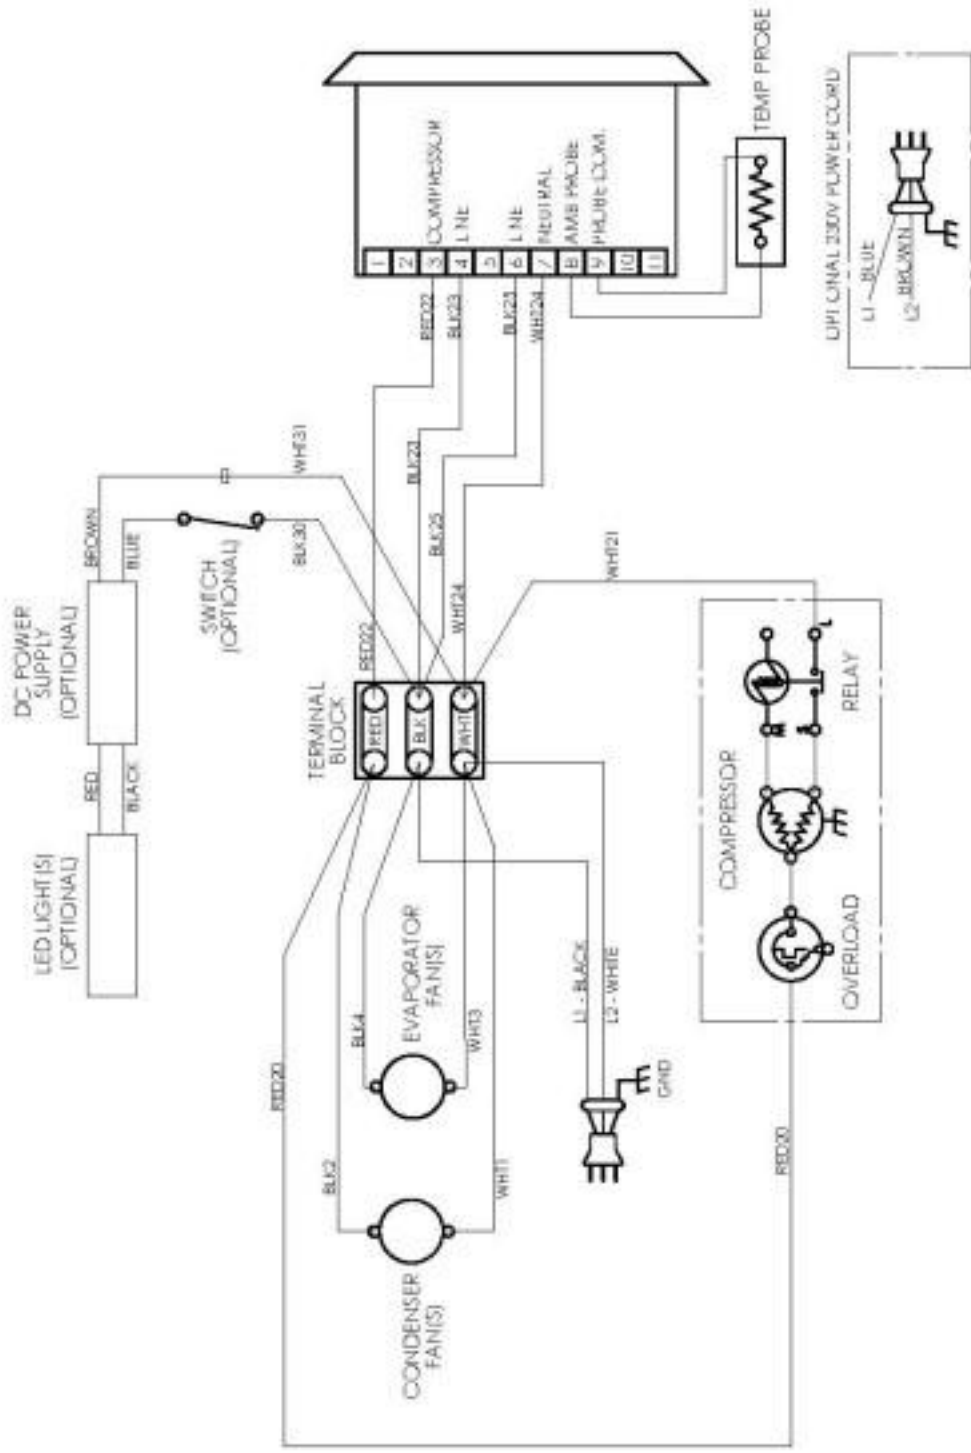 DC POWER
SUPPLY
(OPTIONAL)
LED LIGHT(S)
(OPTIONAL)
RED
BLACK
BROWN
BLUE
SWITCH
(OPTIONAL)
BLK30
WHT31
TERMINAL
BLOCK
RED
BLK
WHT
RED22
BLK23
BLK25
WHT24
WHT21
RED22
BLK23
BLK25
WHT24
1
2
3
4
5
6
7
8
9
10
11
COMPRESSOR
LINE
LINE
NEUTRAL
AMB PROBE
PROBE COM.
TEMP PROBE
OPTIONAL 230V POWER CORD
L1
BLUE
L2
BROWN
RED20
BLK2
BLK4
EVAPORATOR
FAN(S)
WHT3
WHT1
CONDENSER
FAN(S)
L1 - BLACK
L2 - WHITE
GND
COMPRESSOR
RELAY
L
M
S
OVERLOAD
RED20